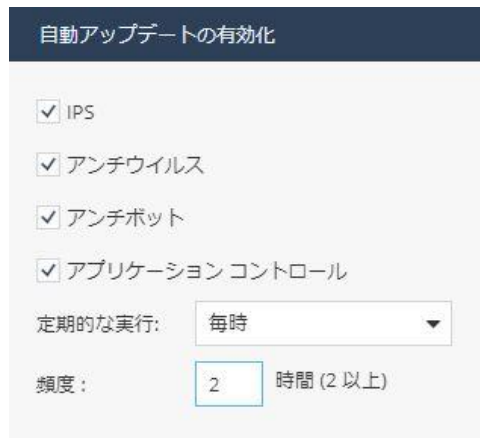 自動アップデートの有効化
IPS
アンチウイルス
アンチボット
アプリケーション コントロール
定期的な実行: 毎時
頻度 : 2 時間 (2 以上)